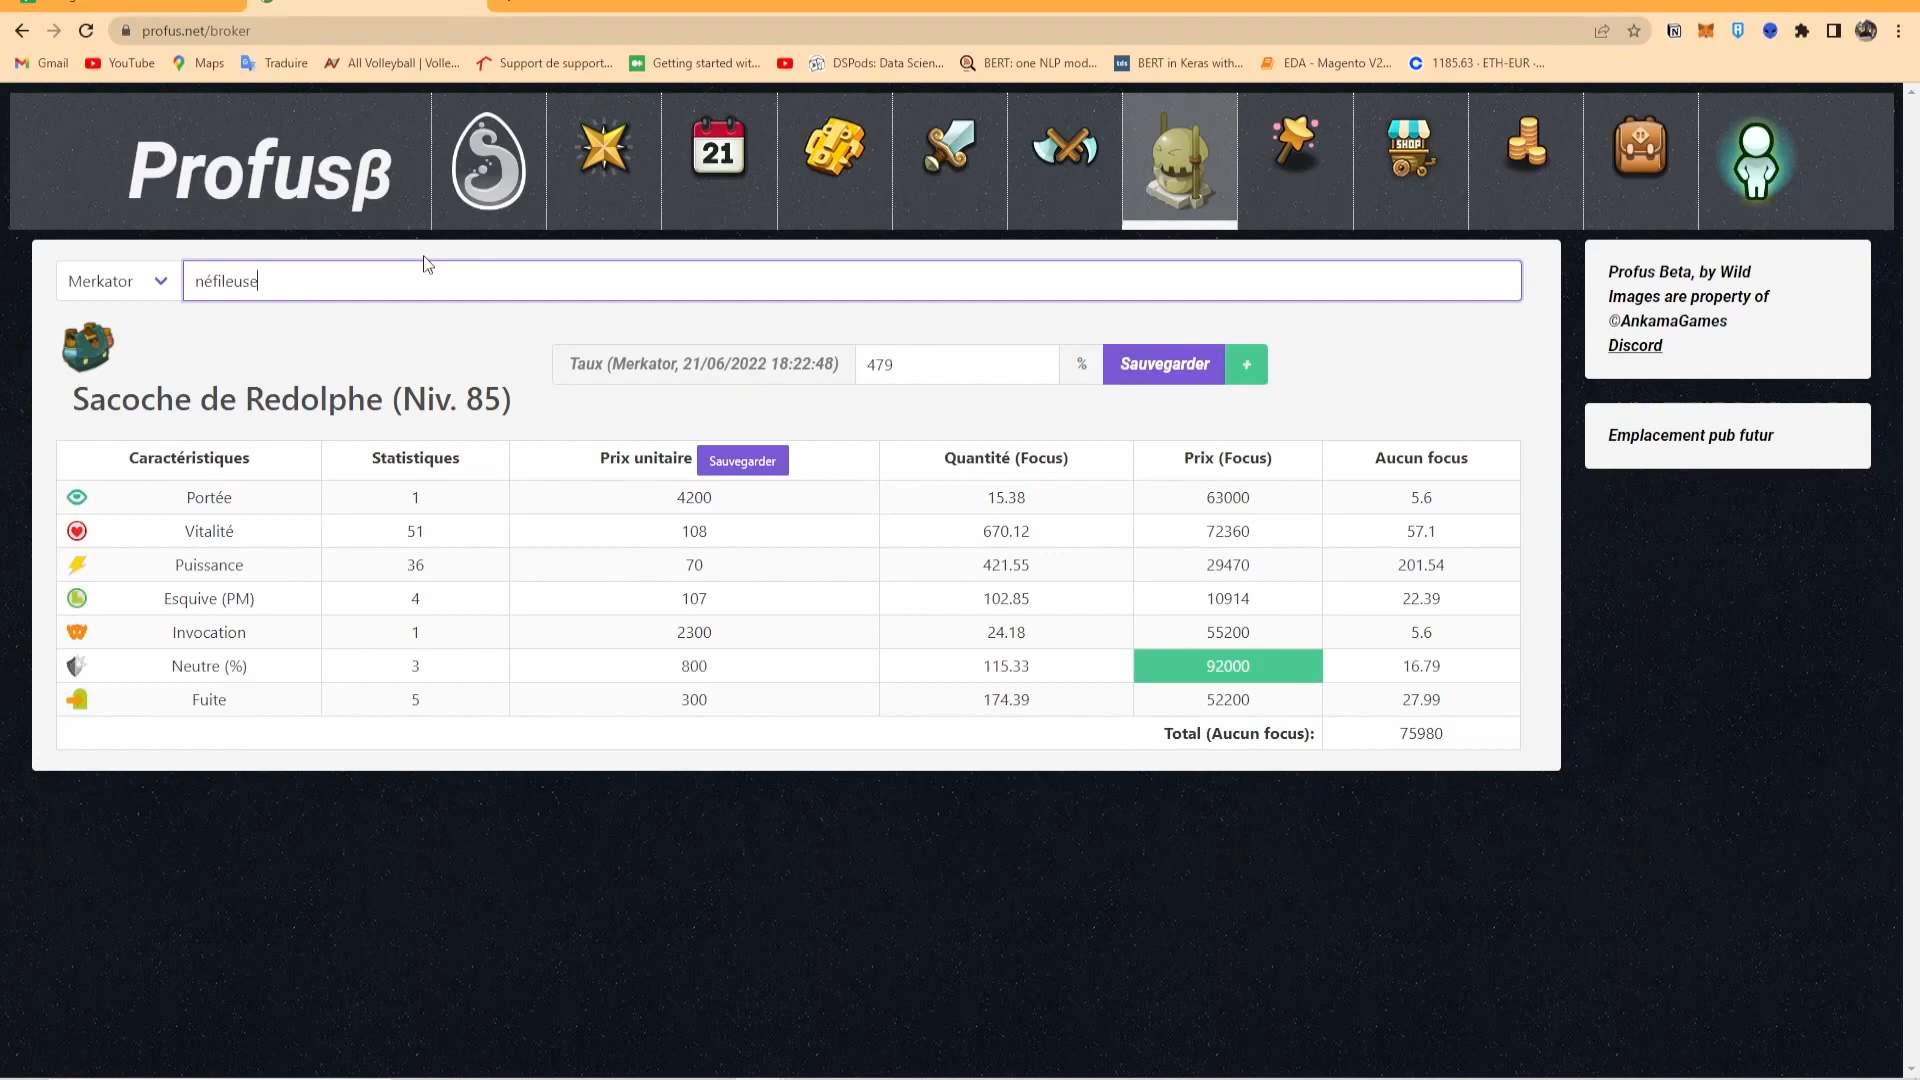 profus.net/broker
Gmail YouTube Maps Traduire All Volleyball | Volle... Support de support... Getting started wit... DSPods: Data Scien... BERT: one NLP mod... tds BERT in Keras with... EDA - Magento V2... 1185.63 · ETH-EUR ·...
Profusβ
21
SHOP
Merkator néfileuse
Taux (Merkator, 21/06/2022 18:22:48) 479 % Sauvegarder +
Sacoche de Redolphe (Niv. 85)
Caractéristiques Statistiques Prix unitaire Sauvegarder Quantité (Focus) Prix (Focus) Aucun focus
Portée 1 4200 15.38 63000 5.6
Vitalité 51 108 670.12 72360 57.1
Puissance 36 70 421.55 29470 201.54
Esquive (PM) 4 107 102.85 10914 22.39
Invocation 1 2300 24.18 55200 5.6
Neutre (%) 3 800 115.33 92000 16.79
Fuite 5 300 174.39 52200 27.99
Total (Aucun focus): 75980
Profus Beta, by Wild
Images are property of
©AnkamaGames
Discord
Emplacement pub futur